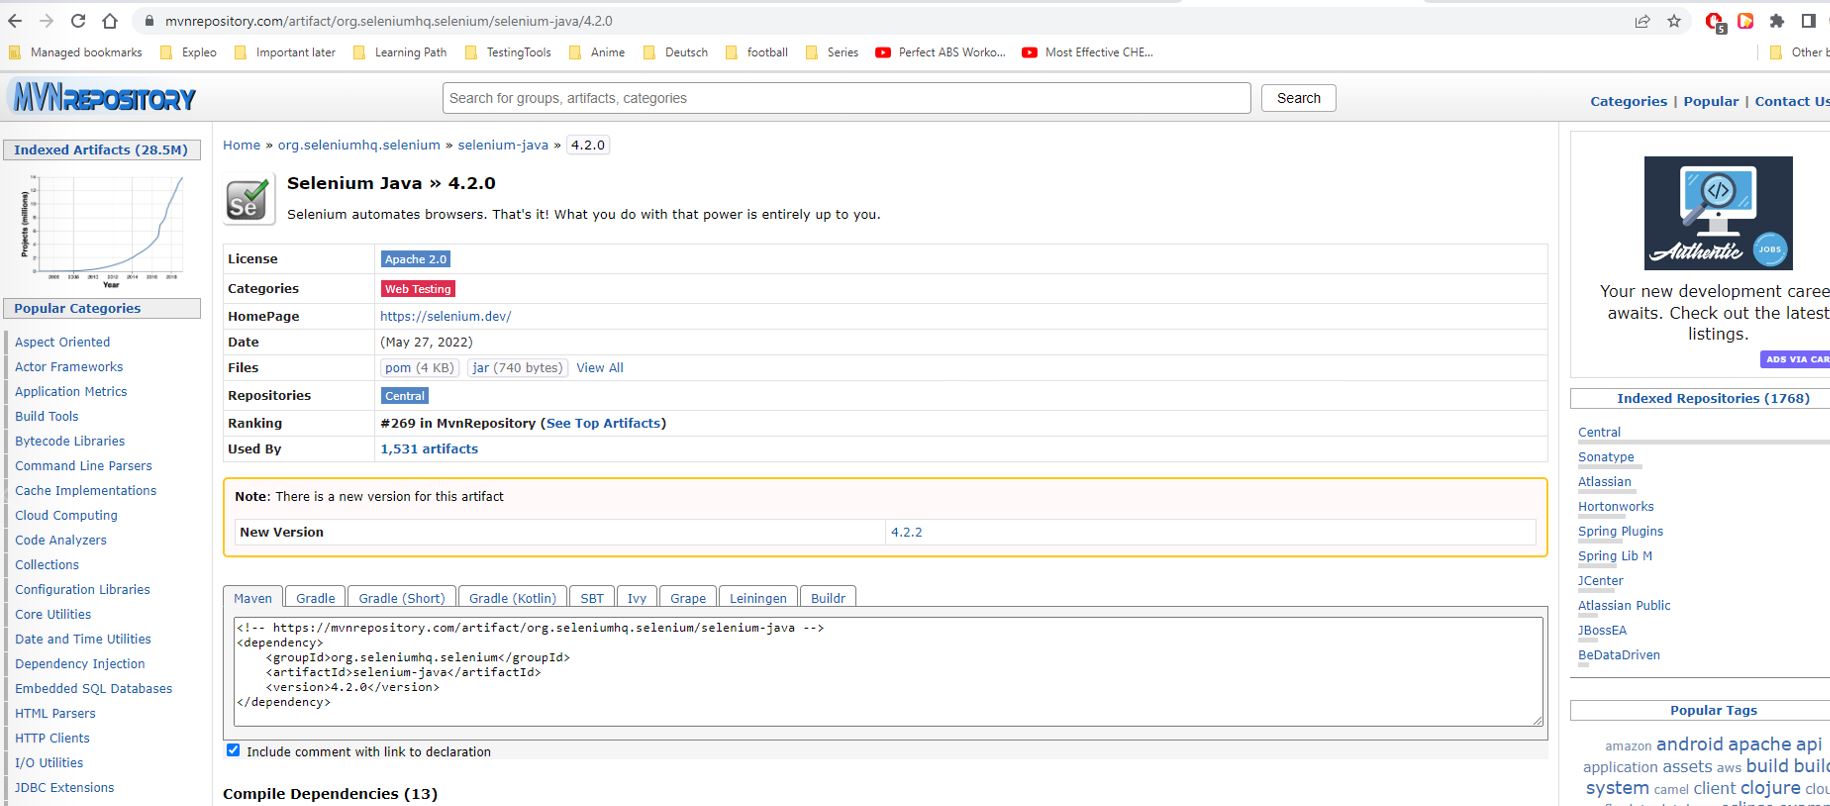 mvnrepository.com/artifact/org.seleniumhq.selenium/selenium-java/4.2.0
5
Managed bookmarks Expleo Important later Learning Path TestingTools Anime Deutsch football Series Perfect ABS Worko... Most Effective CHE... Other b
MVNREPOSITORY
Search for groups, artifacts, categories
Search
Categories | Popular | Contact Us
Indexed Artifacts (28.5M)
Projects (millions)
14
12
10
8
6
4
2
0
Year
Popular Categories
Aspect Oriented
Actor Frameworks
Application Metrics
Build Tools
Bytecode Libraries
Command Line Parsers
Cache Implementations
Cloud Computing
Code Analyzers
Collections
Configuration Libraries
Core Utilities
Date and Time Utilities
Dependency Injection
Embedded SQL Databases
HTML Parsers
HTTP Clients
I/O Utilities
JDBC Extensions
Home » org.seleniumhq.selenium » selenium-java » 4.2.0
Se
Selenium Java » 4.2.0
Selenium automates browsers. That's it! What you do with that power is entirely up to you.
License Apache 2.0
Categories Web Testing
HomePage https://selenium.dev/
Date (May 27, 2022)
Files pom (4 KB) jar (740 bytes) View All
Repositories Central
Ranking #269 in MvnRepository (See Top Artifacts)
Used By 1,531 artifacts
Note: There is a new version for this artifact
New Version 4.2.2
Maven Gradle Gradle (Short) Gradle (Kotlin) SBT Ivy Grape Leiningen Buildr
<!-- https://mvnrepository.com/artifact/org.seleniumhq.selenium/selenium-java -->
<dependency>
<groupId>org.seleniumhq.selenium</groupId>
<artifactId>selenium-java</artifactId>
<version>4.2.0</version>
</dependency>
Include comment with link to declaration
Compile Dependencies (13)
</>
Authentic JOBS
Your new development caree
awaits. Check out the latest
listings.
ADS VIA CAR
Indexed Repositories (1768)
Central
Sonatype
Atlassian
Hortonworks
Spring Plugins
Spring Lib M
JCenter
Atlassian Public
JBossEA
BeDataDriven
Popular Tags
amazon android apache api
application assets aws build build
system camel client clojure clou